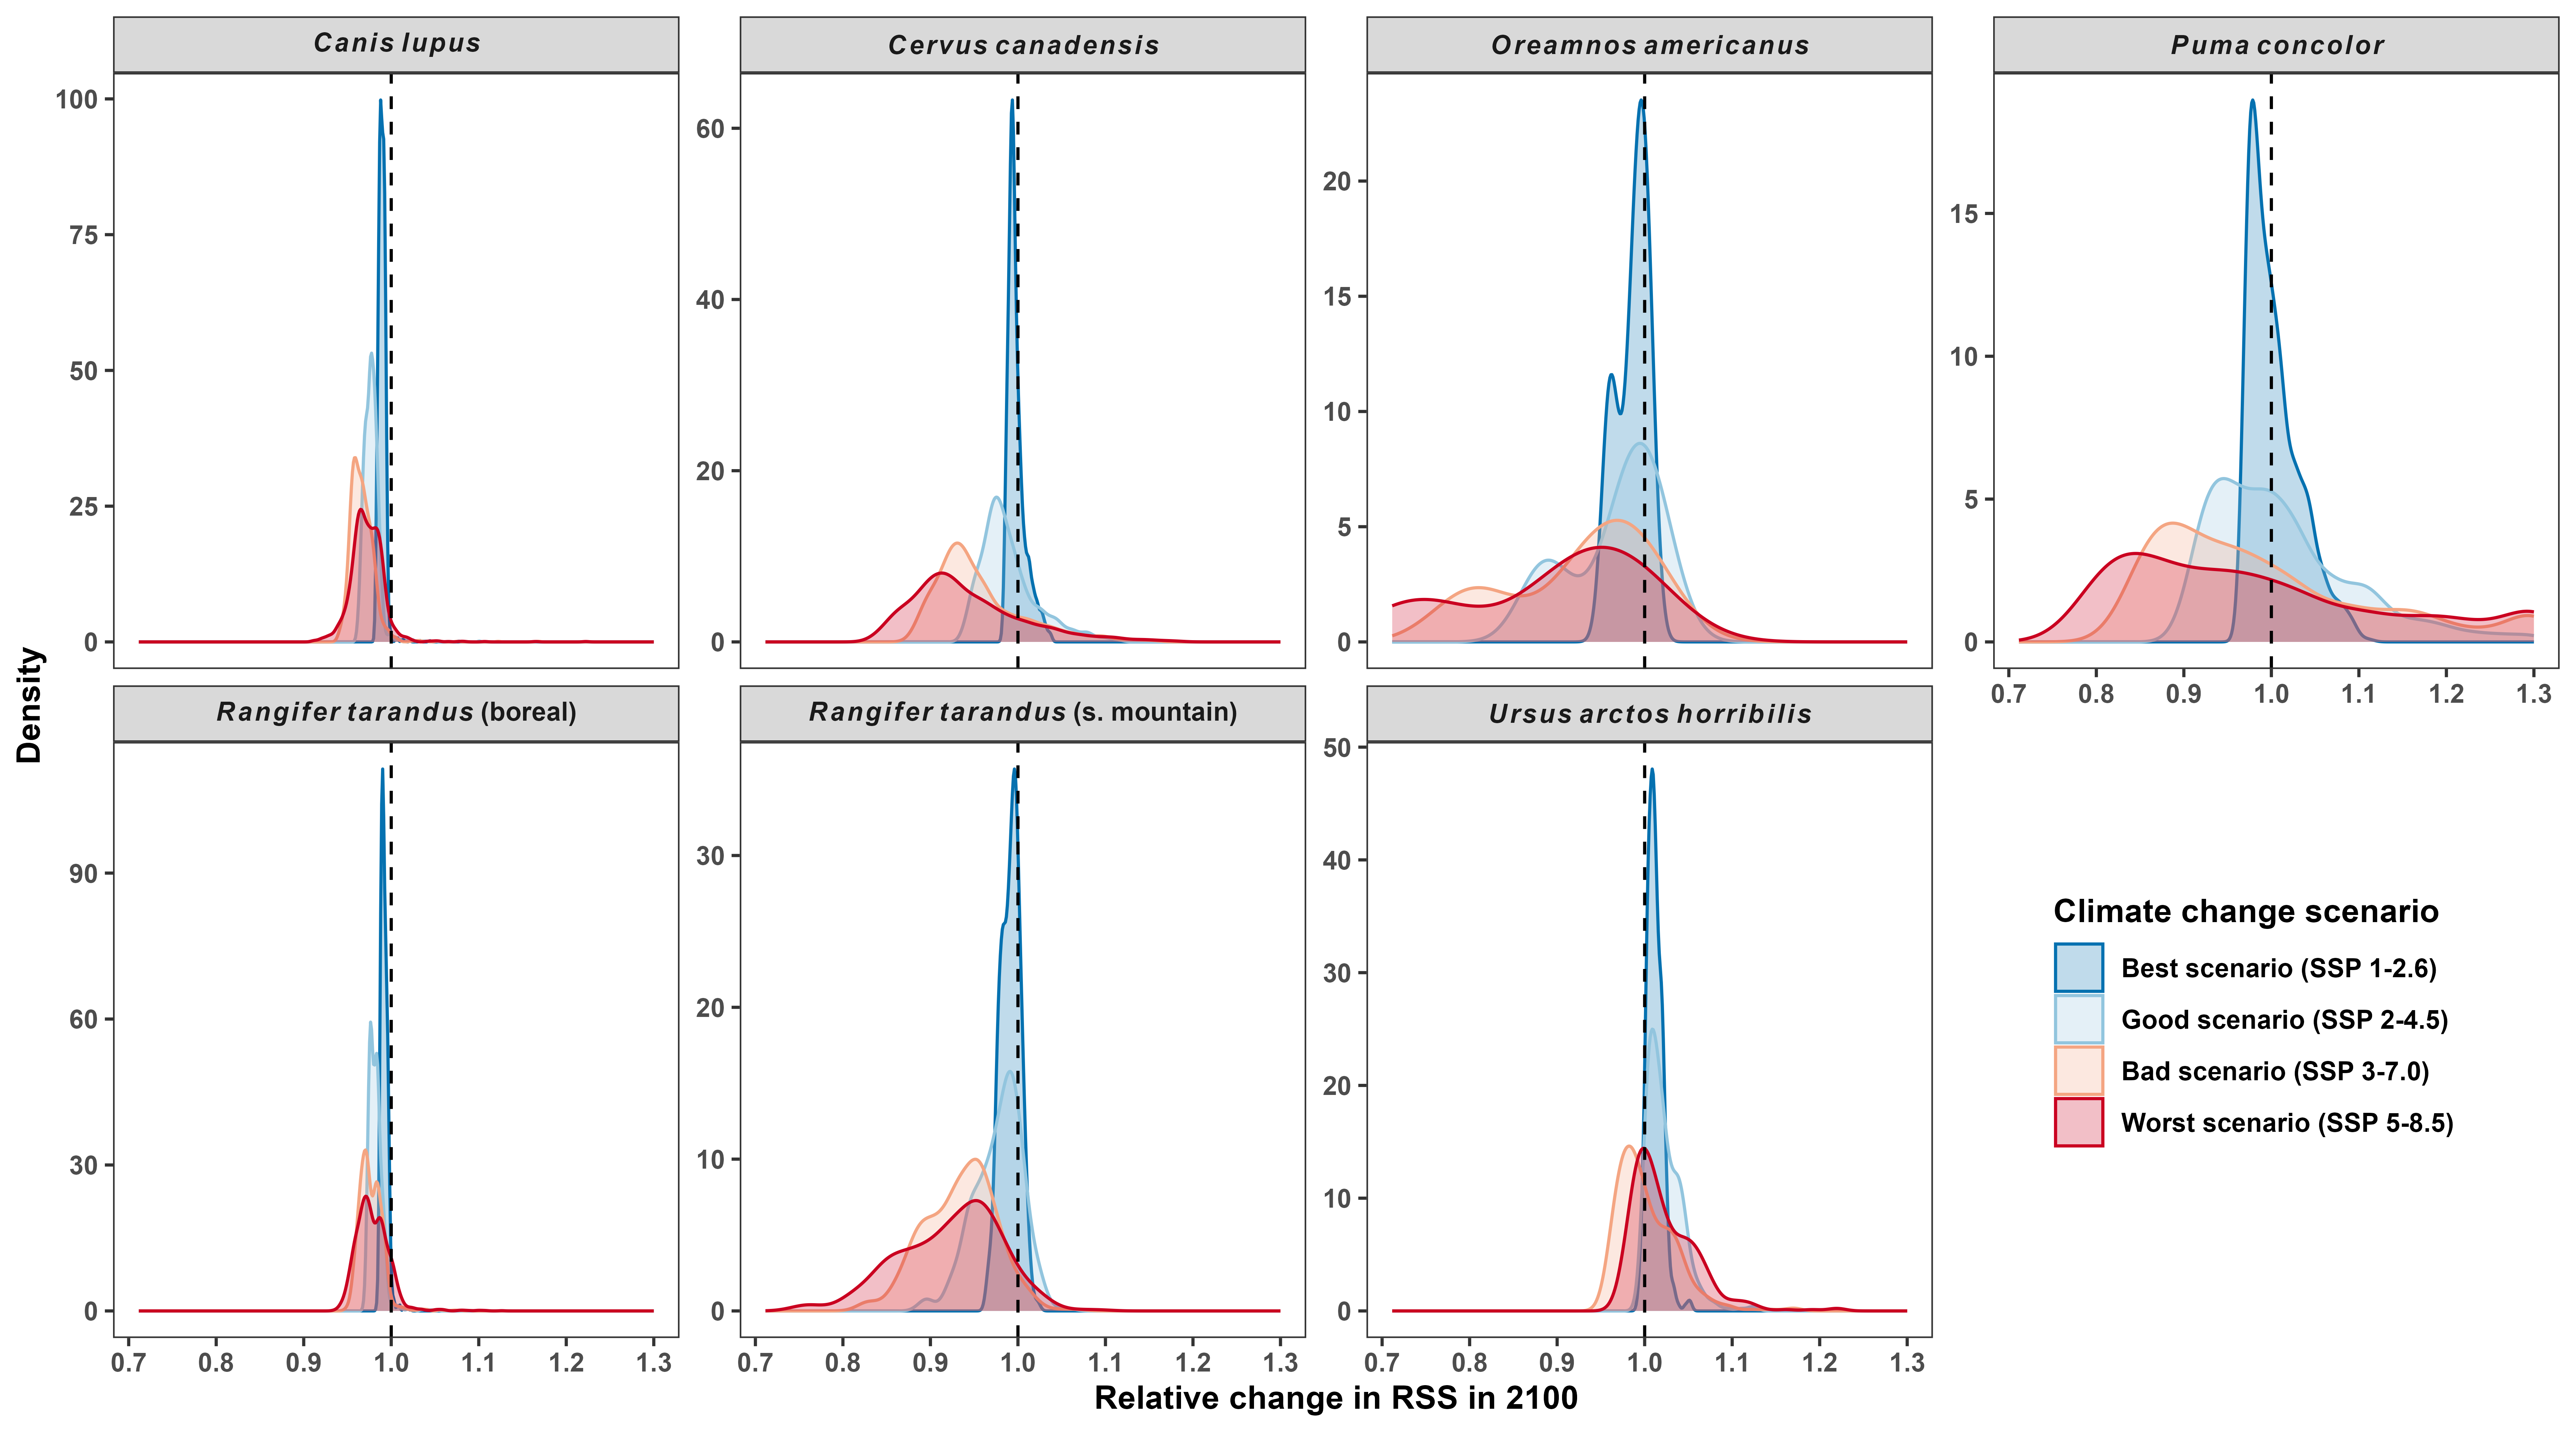 Canis lupus
Cervus canadensis
Oreamnos americanus
Puma concolor
100
75
50
25
0
60
40
20
0
20
15
10
5
0
15
10
5
0
0.7 0.8 0.9 1.0 1.1 1.2 1.3
Density
Rangifer tarandus (boreal)
Rangifer tarandus (s. mountain)
Ursus arctos horribilis
90
60
30
0
30
20
10
0
50
40
30
20
10
0
0.7 0.8 0.9 1.0 1.1 1.2 1.3
0.7 0.8 0.9 1.0 1.1 1.2 1.3
0.7 0.8 0.9 1.0 1.1 1.2 1.3
Relative change in RSS in 2100
Climate change scenario
Best scenario (SSP 1-2.6)
Good scenario (SSP 2-4.5)
Bad scenario (SSP 3-7.0)
Worst scenario (SSP 5-8.5)